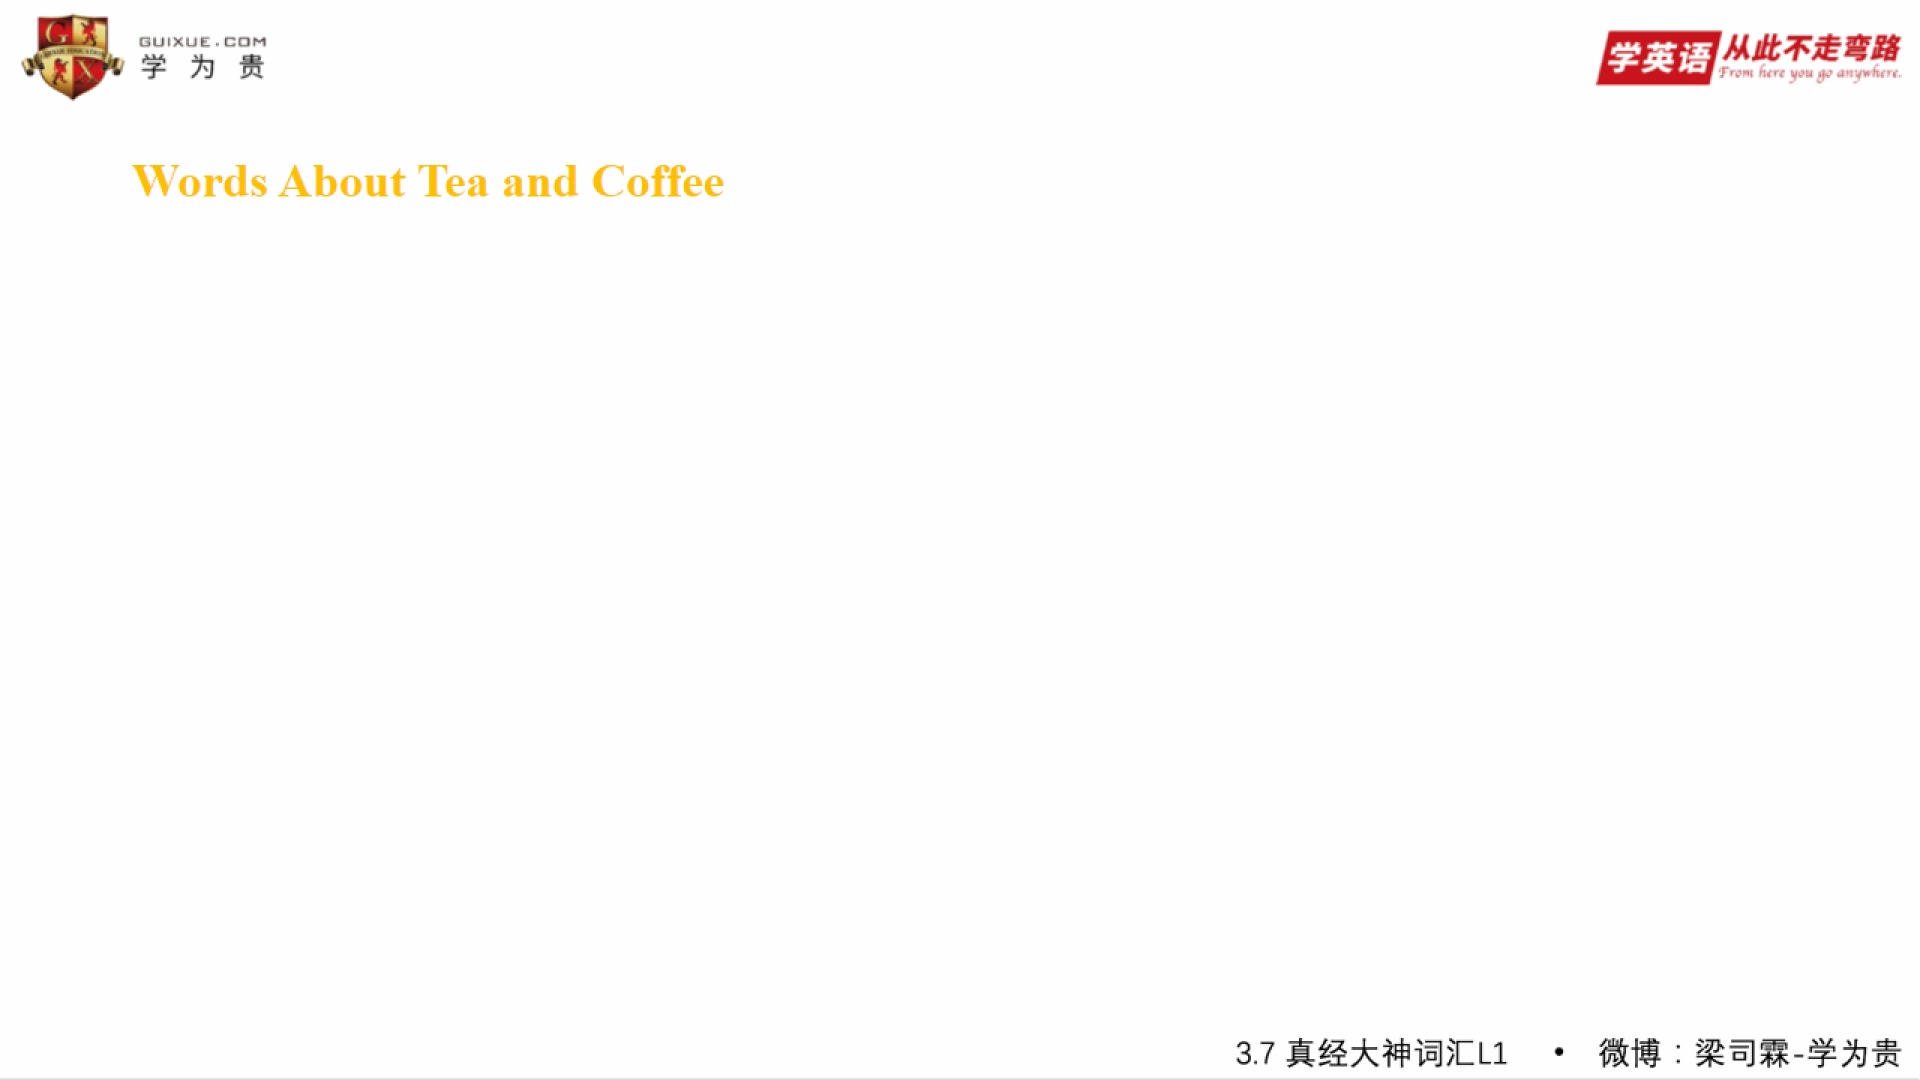 GUIXUE.COM
学为贵
学英语 从此不走弯路
From here you go anywhere.
Words About Tea and Coffee
3.7 真经大神词汇L1 • 微博：梁司霖-学为贵